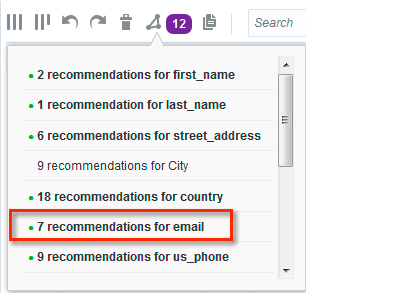 12
Search
2 recommendations for first_name
1 recommendation for last_name
6 recommendations for street_address
9 recommendations for City
18 recommendations for country
7 recommendations for email
9 recommendations for us_phone